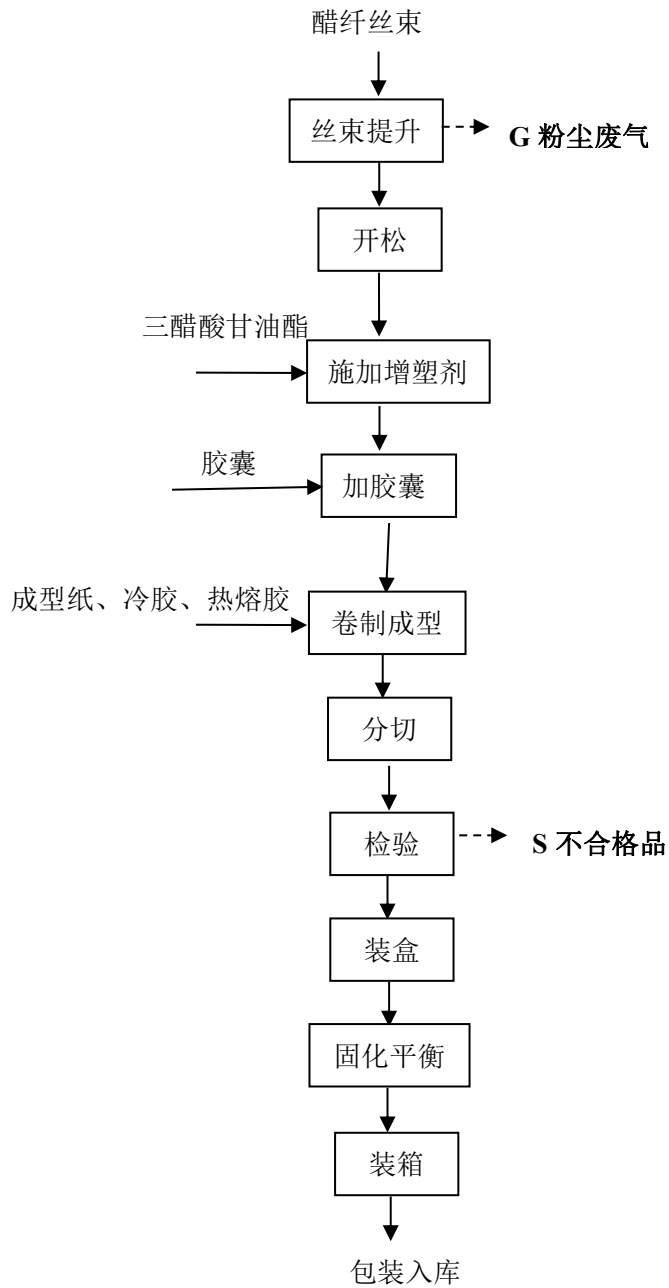 醋纤丝束
丝束提升
G 粉尘废气
开松
三醋酸甘油酯
施加增塑剂
胶囊
加胶囊
成型纸、冷胶、热熔胶
卷制成型
分切
检验
S 不合格品
装盒
固化平衡
装箱
包装入库